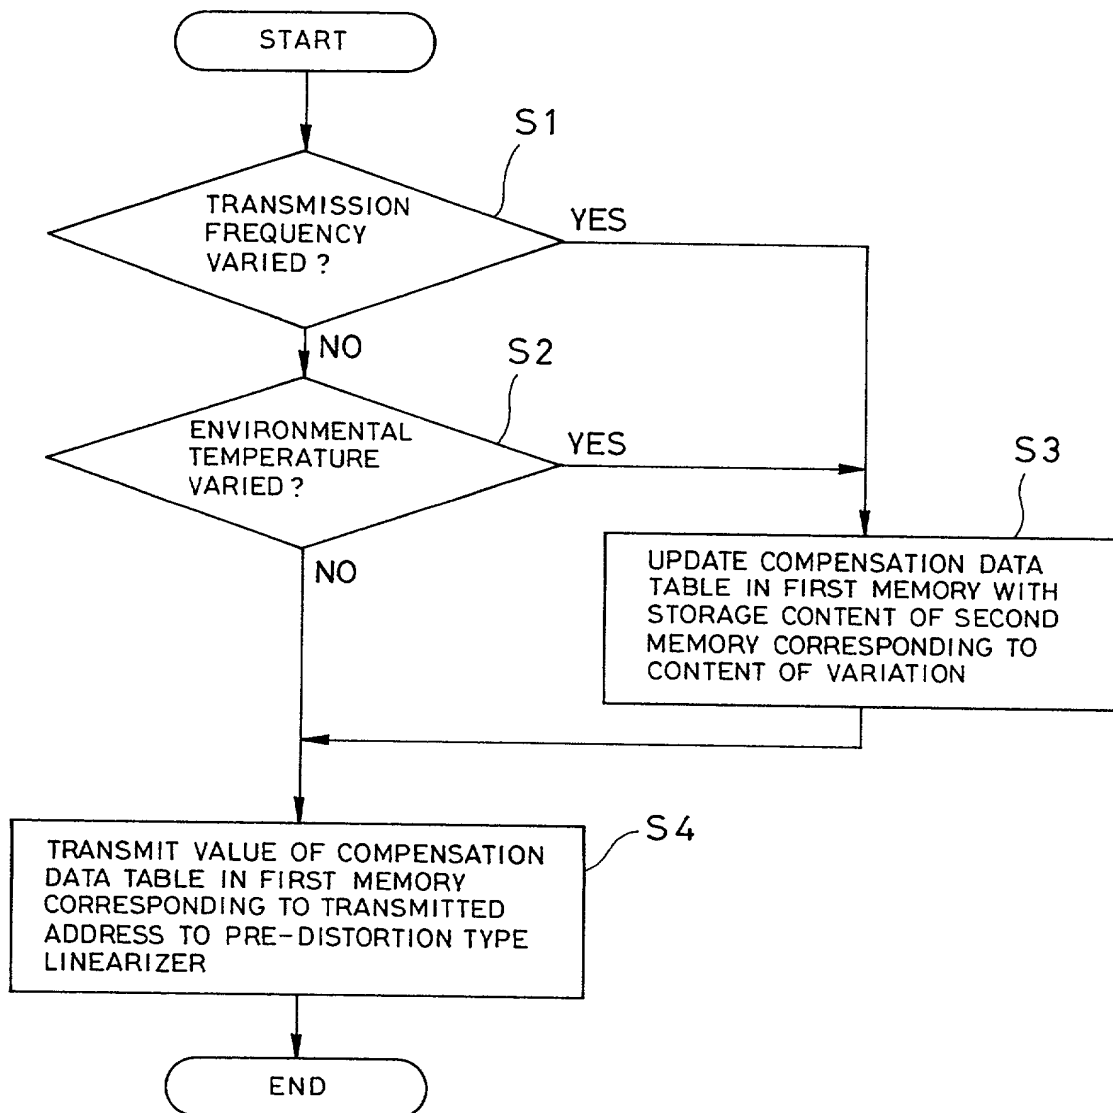 START
S1
TRANSMISSION
FREQUENCY
VARIED ?
YES
NO
S2
ENVIRONMENTAL
TEMPERATURE
VARIED ?
YES
NO
S3
UPDATE COMPENSATION DATA
TABLE IN FIRST MEMORY WITH
STORAGE CONTENT OF SECOND
MEMORY CORRESPONDING TO
CONTENT OF VARIATION
S4
TRANSMIT VALUE OF COMPENSATION
DATA TABLE IN FIRST MEMORY
CORRESPONDING TO TRANSMITTED
ADDRESS TO PRE-DISTORTION TYPE
LINEARIZER
END